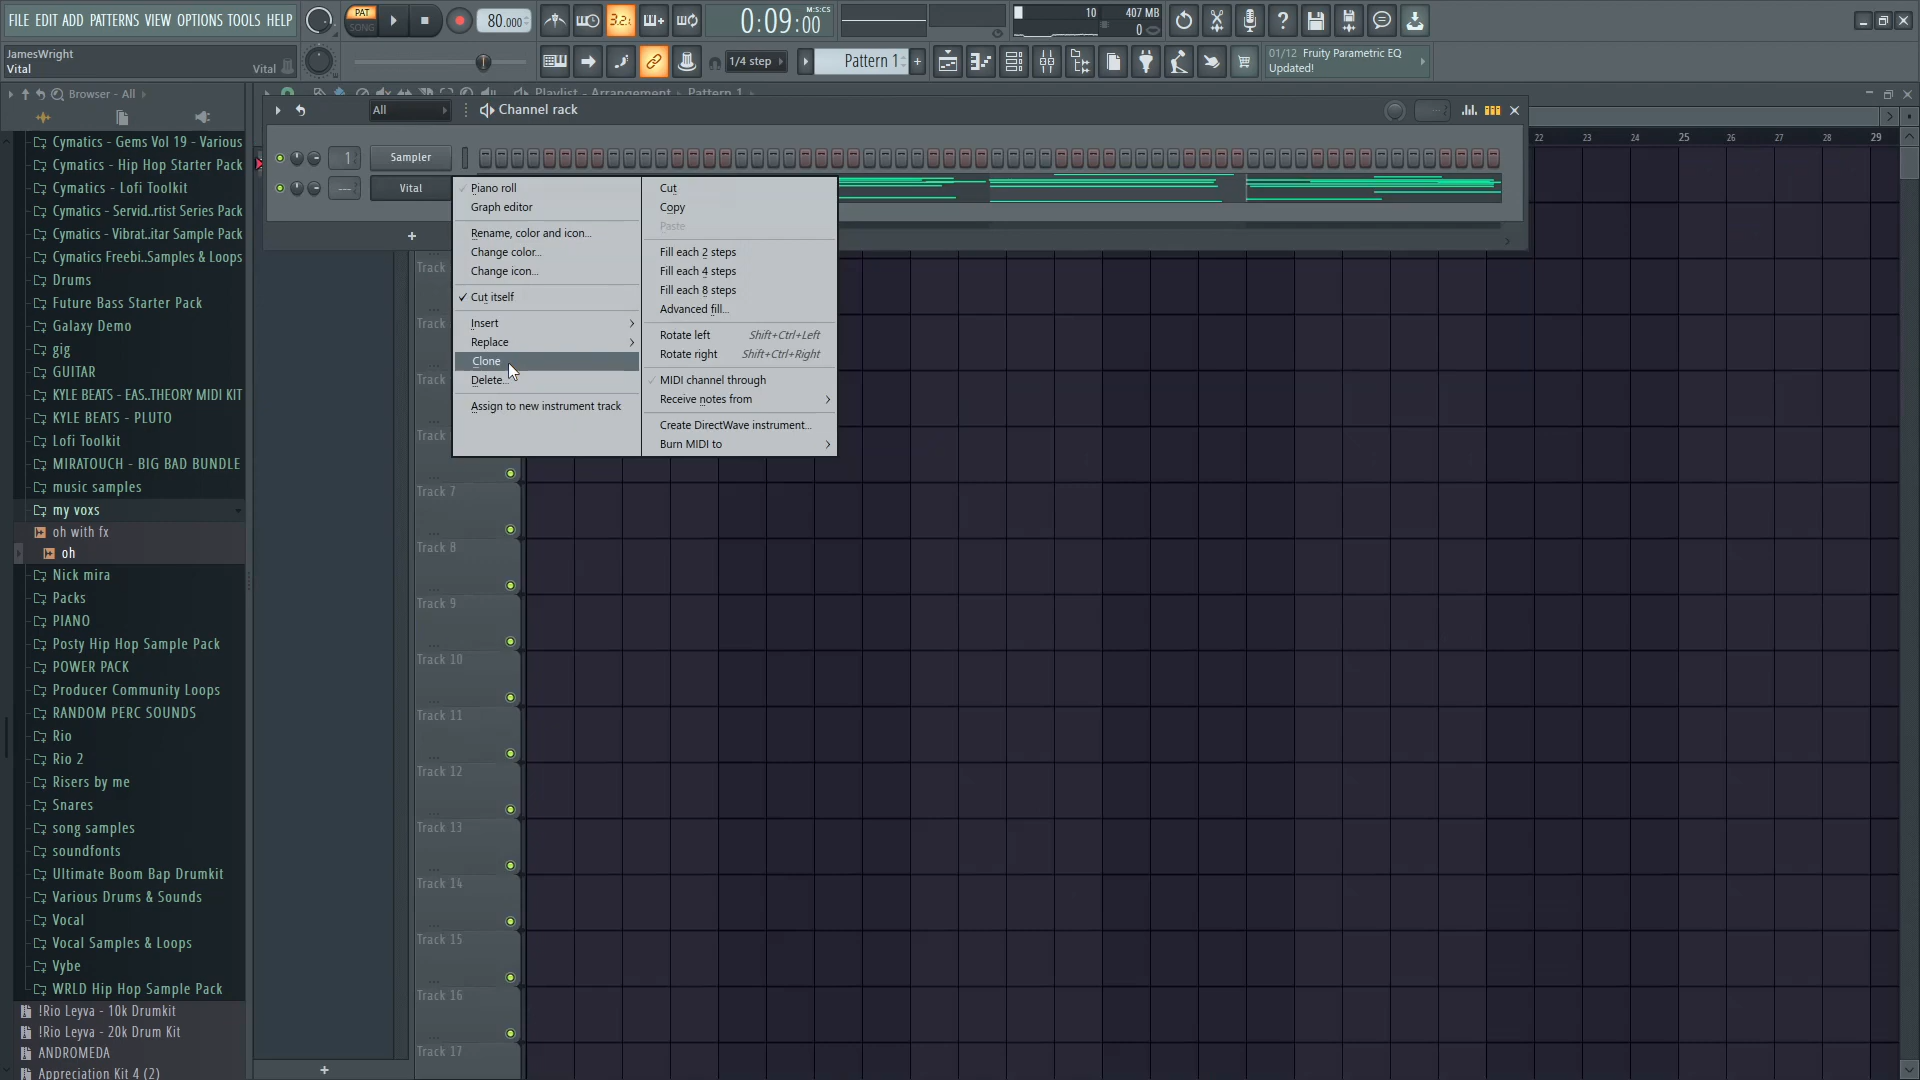 FILE EDIT ADD PATTERNS VIEW OPTIONS TOOLS HELP
PAT
SONG
80.000
3.2.
0:09:00
M:S:CS
10
407 MB
0
JamesWright
Vital
Vital
1/4 step
Pattern 1
+
01/12 Fruity Parametric EQ
Updated!
Browser - All
Playlist - Arrangement
Pattern 1
All
Channel rack
22 23 24 25 26 27 28 29
1 Sampler
--- Vital
+
Piano roll
Graph editor
Rename, color and icon...
Change color...
Change icon...
Cut itself
Insert
Replace
Clone
Delete...
Assign to new instrument track
Cut
Copy
Paste
Fill each 2 steps
Fill each 4 steps
Fill each 8 steps
Advanced fill...
Rotate left Shift+Ctrl+Left
Rotate right Shift+Ctrl+Right
MIDI channel through
Receive notes from
Create DirectWave instrument...
Burn MIDI to
Cymatics - Gems Vol 19 - Various
Cymatics - Hip Hop Starter Pack
Cymatics - Lofi Toolkit
Cymatics - Servid..rtist Series Pack
Cymatics - Vibrat..itar Sample Pack
Cymatics Freebi..Samples & Loops
Drums
Future Bass Starter Pack
Galaxy Demo
gig
GUITAR
KYLE BEATS - EAS..THEORY MIDI KIT
KYLE BEATS - PLUTO
Lofi Toolkit
MIRATOUCH - BIG BAD BUNDLE
music samples
my voxs
oh with fx
oh
Nick mira
Packs
PIANO
Posty Hip Hop Sample Pack
POWER PACK
Producer Community Loops
RANDOM PERC SOUNDS
Rio
Rio 2
Risers by me
Snares
song samples
soundfonts
Ultimate Boom Bap Drumkit
Various Drums & Sounds
Vocal
Vocal Samples & Loops
Vybe
WRLD Hip Hop Sample Pack
!Rio Leyva - 10k Drumkit
!Rio Leyva - 20k Drum Kit
ANDROMEDA
Appreciation Kit 4 (2)
Track
Track
Track
Track
Track 7
Track 8
Track 9
Track 10
Track 11
Track 12
Track 13
Track 14
Track 15
Track 16
Track 17
+